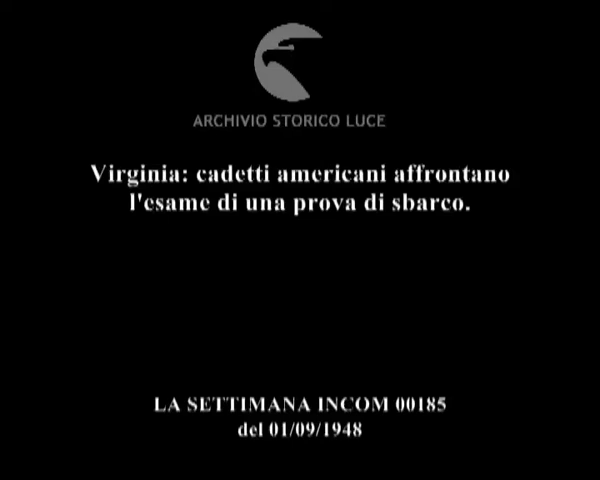 ARCHIVIO STORICO LUCE
Virginia: cadetti americani affrontano
l'esame di una prova di sbarco.
LA SETTIMANA INCOM 00185
del 01/09/1948